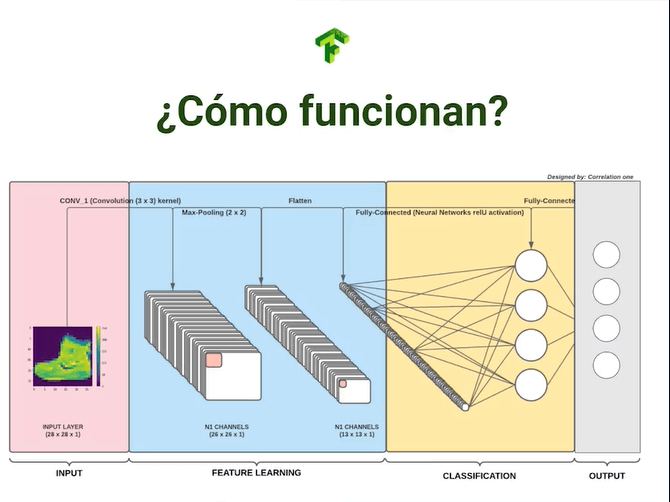 ¿Cómo funcionan?
Designed by: Correlation one
CONV_1 (Convolution (3 x 3) kernel)
Flatten
Fully-Connecte
Max-Pooling (2 x 2)
Fully-Connected (Neural Networks relU activation)
INPUT LAYER
(28 x 28 x 1)
N1 CHANNELS
(26 x 26 x 1)
N1 CHANNELS
(13 x 13 x 1)
INPUT
FEATURE LEARNING
CLASSIFICATION
OUTPUT